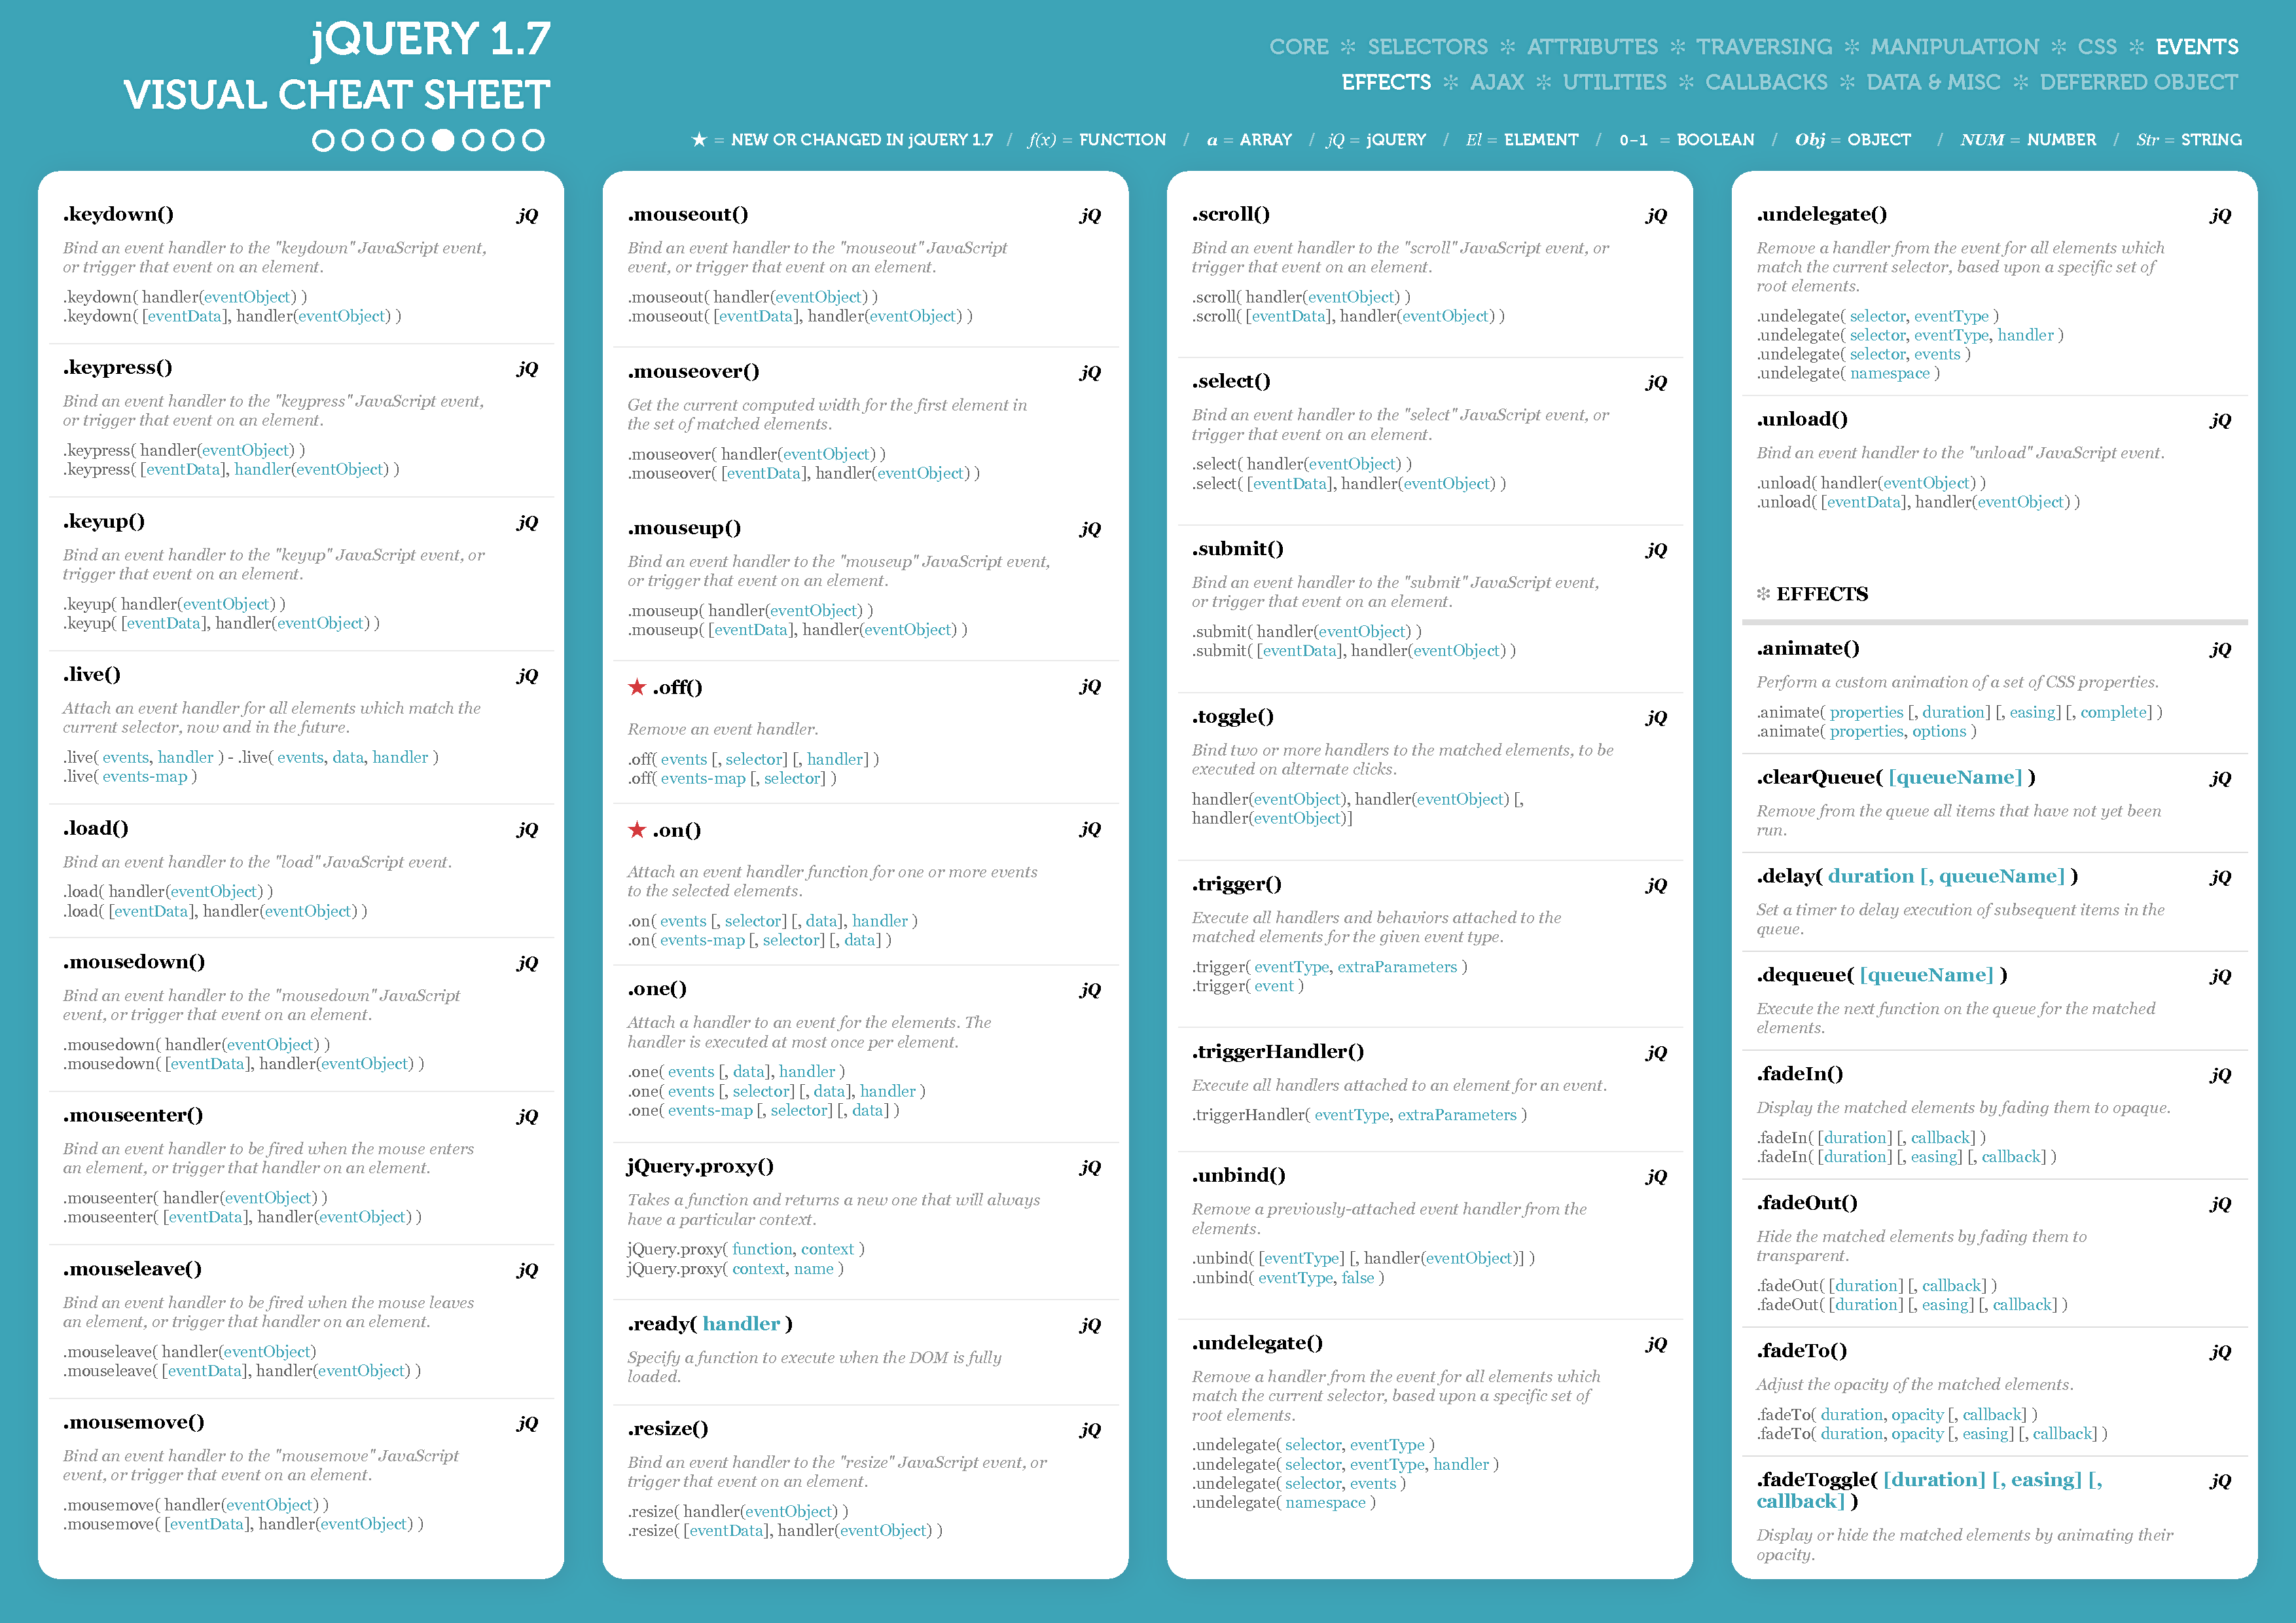 jQUERY 1.7
VISUAL CHEAT SHEET
CORE ✻ SELECTORS ✻ ATTRIBUTES ✻ TRAVERSING ✻ MANIPULATION ✻ CSS ✻ EVENTS
EFFECTS ✻ AJAX ✻ UTILITIES ✻ CALLBACKS ✻ DATA & MISC ✻ DEFERRED OBJECT
★ = NEW OR CHANGED IN jQUERY 1.7 / f(x) = FUNCTION / a = ARRAY / jQ = jQUERY / El = ELEMENT / 0-1 = BOOLEAN / Obj = OBJECT / NUM = NUMBER / Str = STRING
.keydown() jQ
Bind an event handler to the "keydown" JavaScript event,
or trigger that event on an element.
.keydown( handler(eventObject) )
.keydown( [eventData], handler(eventObject) )
.keypress() jQ
Bind an event handler to the "keypress" JavaScript event,
or trigger that event on an element.
.keypress( handler(eventObject) )
.keypress( [eventData], handler(eventObject) )
.keyup() jQ
Bind an event handler to the "keyup" JavaScript event, or
trigger that event on an element.
.keyup( handler(eventObject) )
.keyup( [eventData], handler(eventObject) )
.live() jQ
Attach an event handler for all elements which match the
current selector, now and in the future.
.live( events, handler ) - .live( events, data, handler )
.live( events-map )
.load() jQ
Bind an event handler to the "load" JavaScript event.
.load( handler(eventObject) )
.load( [eventData], handler(eventObject) )
.mousedown() jQ
Bind an event handler to the "mousedown" JavaScript
event, or trigger that event on an element.
.mousedown( handler(eventObject) )
.mousedown( [eventData], handler(eventObject) )
.mouseenter() jQ
Bind an event handler to be fired when the mouse enters
an element, or trigger that handler on an element.
.mouseenter( handler(eventObject) )
.mouseenter( [eventData], handler(eventObject) )
.mouseleave() jQ
Bind an event handler to be fired when the mouse leaves
an element, or trigger that handler on an element.
.mouseleave( handler(eventObject)
.mouseleave( [eventData], handler(eventObject) )
.mousemove() jQ
Bind an event handler to the "mousemove" JavaScript
event, or trigger that event on an element.
.mousemove( handler(eventObject) )
.mousemove( [eventData], handler(eventObject) )
.mouseout() jQ
Bind an event handler to the "mouseout" JavaScript
event, or trigger that event on an element.
.mouseout( handler(eventObject) )
.mouseout( [eventData], handler(eventObject) )
.mouseover() jQ
Get the current computed width for the first element in
the set of matched elements.
.mouseover( handler(eventObject) )
.mouseover( [eventData], handler(eventObject) )
.mouseup() jQ
Bind an event handler to the "mouseup" JavaScript event,
or trigger that event on an element.
.mouseup( handler(eventObject) )
.mouseup( [eventData], handler(eventObject) )
★ .off() jQ
Remove an event handler.
.off( events [, selector] [, handler] )
.off( events-map [, selector] )
★ .on() jQ
Attach an event handler function for one or more events
to the selected elements.
.on( events [, selector] [, data], handler )
.on( events-map [, selector] [, data] )
.one() jQ
Attach a handler to an event for the elements. The
handler is executed at most once per element.
.one( events [, data], handler )
.one( events [, selector] [, data], handler )
.one( events-map [, selector] [, data] )
jQuery.proxy() jQ
Takes a function and returns a new one that will always
have a particular context.
jQuery.proxy( function, context )
jQuery.proxy( context, name )
.ready( handler ) jQ
Specify a function to execute when the DOM is fully
loaded.
.resize() jQ
Bind an event handler to the "resize" JavaScript event, or
trigger that event on an element.
.resize( handler(eventObject) )
.resize( [eventData], handler(eventObject) )
.scroll() jQ
Bind an event handler to the "scroll" JavaScript event, or
trigger that event on an element.
.scroll( handler(eventObject) )
.scroll( [eventData], handler(eventObject) )
.select() jQ
Bind an event handler to the "select" JavaScript event, or
trigger that event on an element.
.select( handler(eventObject) )
.select( [eventData], handler(eventObject) )
.submit() jQ
Bind an event handler to the "submit" JavaScript event,
or trigger that event on an element.
.submit( handler(eventObject) )
.submit( [eventData], handler(eventObject) )
.toggle() jQ
Bind two or more handlers to the matched elements, to be
executed on alternate clicks.
handler(eventObject), handler(eventObject) [,
handler(eventObject)]
.trigger() jQ
Execute all handlers and behaviors attached to the
matched elements for the given event type.
.trigger( eventType, extraParameters )
.trigger( event )
.triggerHandler() jQ
Execute all handlers attached to an element for an event.
.triggerHandler( eventType, extraParameters )
.unbind() jQ
Remove a previously-attached event handler from the
elements.
.unbind( [eventType] [, handler(eventObject)] )
.unbind( eventType, false )
.undelegate() jQ
Remove a handler from the event for all elements which
match the current selector, based upon a specific set of
root elements.
.undelegate( selector, eventType )
.undelegate( selector, eventType, handler )
.undelegate( selector, events )
.undelegate( namespace )
.undelegate() jQ
Remove a handler from the event for all elements which
match the current selector, based upon a specific set of
root elements.
.undelegate( selector, eventType )
.undelegate( selector, eventType, handler )
.undelegate( selector, events )
.undelegate( namespace )
.unload() jQ
Bind an event handler to the "unload" JavaScript event.
.unload( handler(eventObject) )
.unload( [eventData], handler(eventObject) )
✻ EFFECTS
.animate() jQ
Perform a custom animation of a set of CSS properties.
.animate( properties [, duration] [, easing] [, complete] )
.animate( properties, options )
.clearQueue( [queueName] ) jQ
Remove from the queue all items that have not yet been
run.
.delay( duration [, queueName] ) jQ
Set a timer to delay execution of subsequent items in the
queue.
.dequeue( [queueName] ) jQ
Execute the next function on the queue for the matched
elements.
.fadeIn() jQ
Display the matched elements by fading them to opaque.
.fadeIn( [duration] [, callback] )
.fadeIn( [duration] [, easing] [, callback] )
.fadeOut() jQ
Hide the matched elements by fading them to
transparent.
.fadeOut( [duration] [, callback] )
.fadeOut( [duration] [, easing] [, callback] )
.fadeTo() jQ
Adjust the opacity of the matched elements.
.fadeTo( duration, opacity [, callback] )
.fadeTo( duration, opacity [, easing] [, callback] )
.fadeToggle( [duration] [, easing] [, jQ
callback] )
Display or hide the matched elements by animating their
opacity.